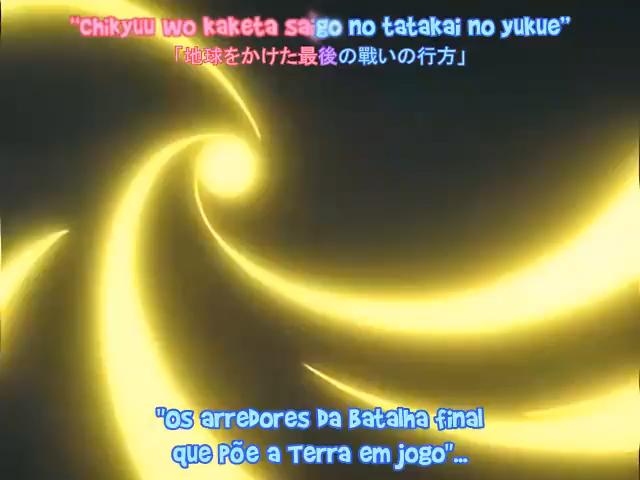 “Chikyuu wo kaketa saigo no tatakai no yukue”
「地球をかけた最後の戰いの行方」
"Os arredores da Batalha final
que põe a Terra em jogo"...